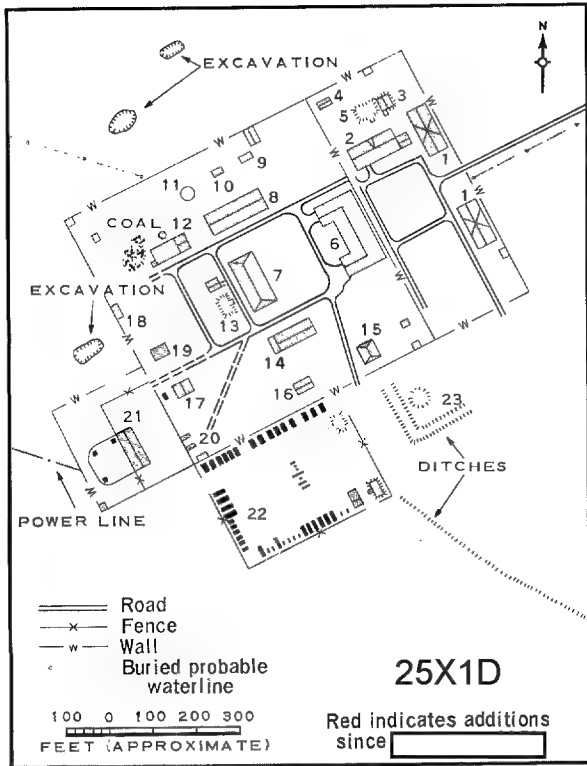 EXCAVATION
N
W
W
4
5
3
2
W
1
9
10
11
8
W
1
COAL
12
6
W
EXCAVATION
7
18
13
W
W
14
15
19
W
17
16
W
23
21
20
W
DITCHES
W
22
POWER LINE
Road
Fence
W Wall
Buried probable
waterline
25X1D
100 0 100 200 300
FEET (APPROXIMATE)
Red indicates additions
since